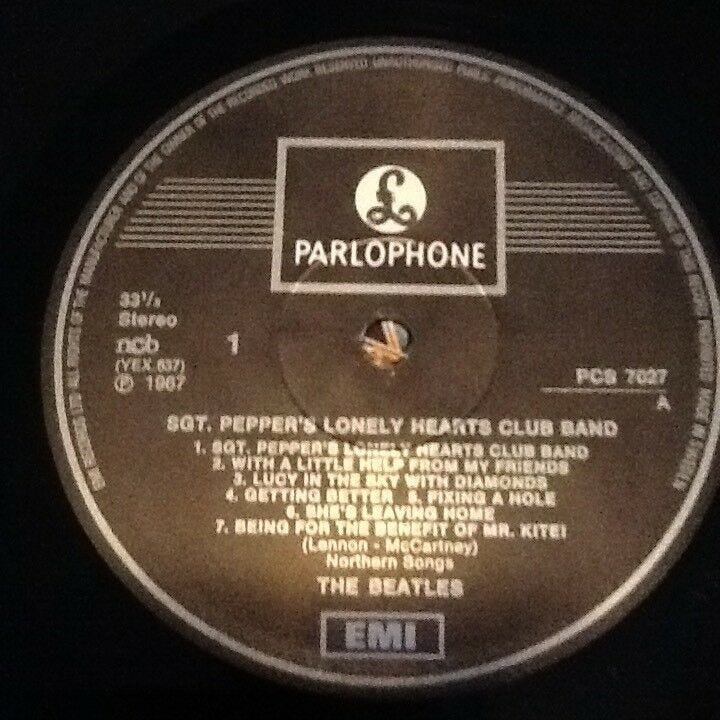 PARLOPHONE
33⅓
Stereo
ncb
1
(YEX 637)
℗ 1967
PCS 7027
A
SGT. PEPPER'S LONELY HEARTS CLUB BAND
1. SGT. PEPPER'S LONELY HEARTS CLUB BAND
2. WITH A LITTLE HELP FROM MY FRIENDS
3. LUCY IN THE SKY WITH DIAMONDS
4. GETTING BETTER 5. FIXING A HOLE
6. SHE'S LEAVING HOME
7. BEING FOR THE BENEFIT OF MR. KITE!
(Lennon - McCartney)
Northern Songs
THE BEATLES
EMI